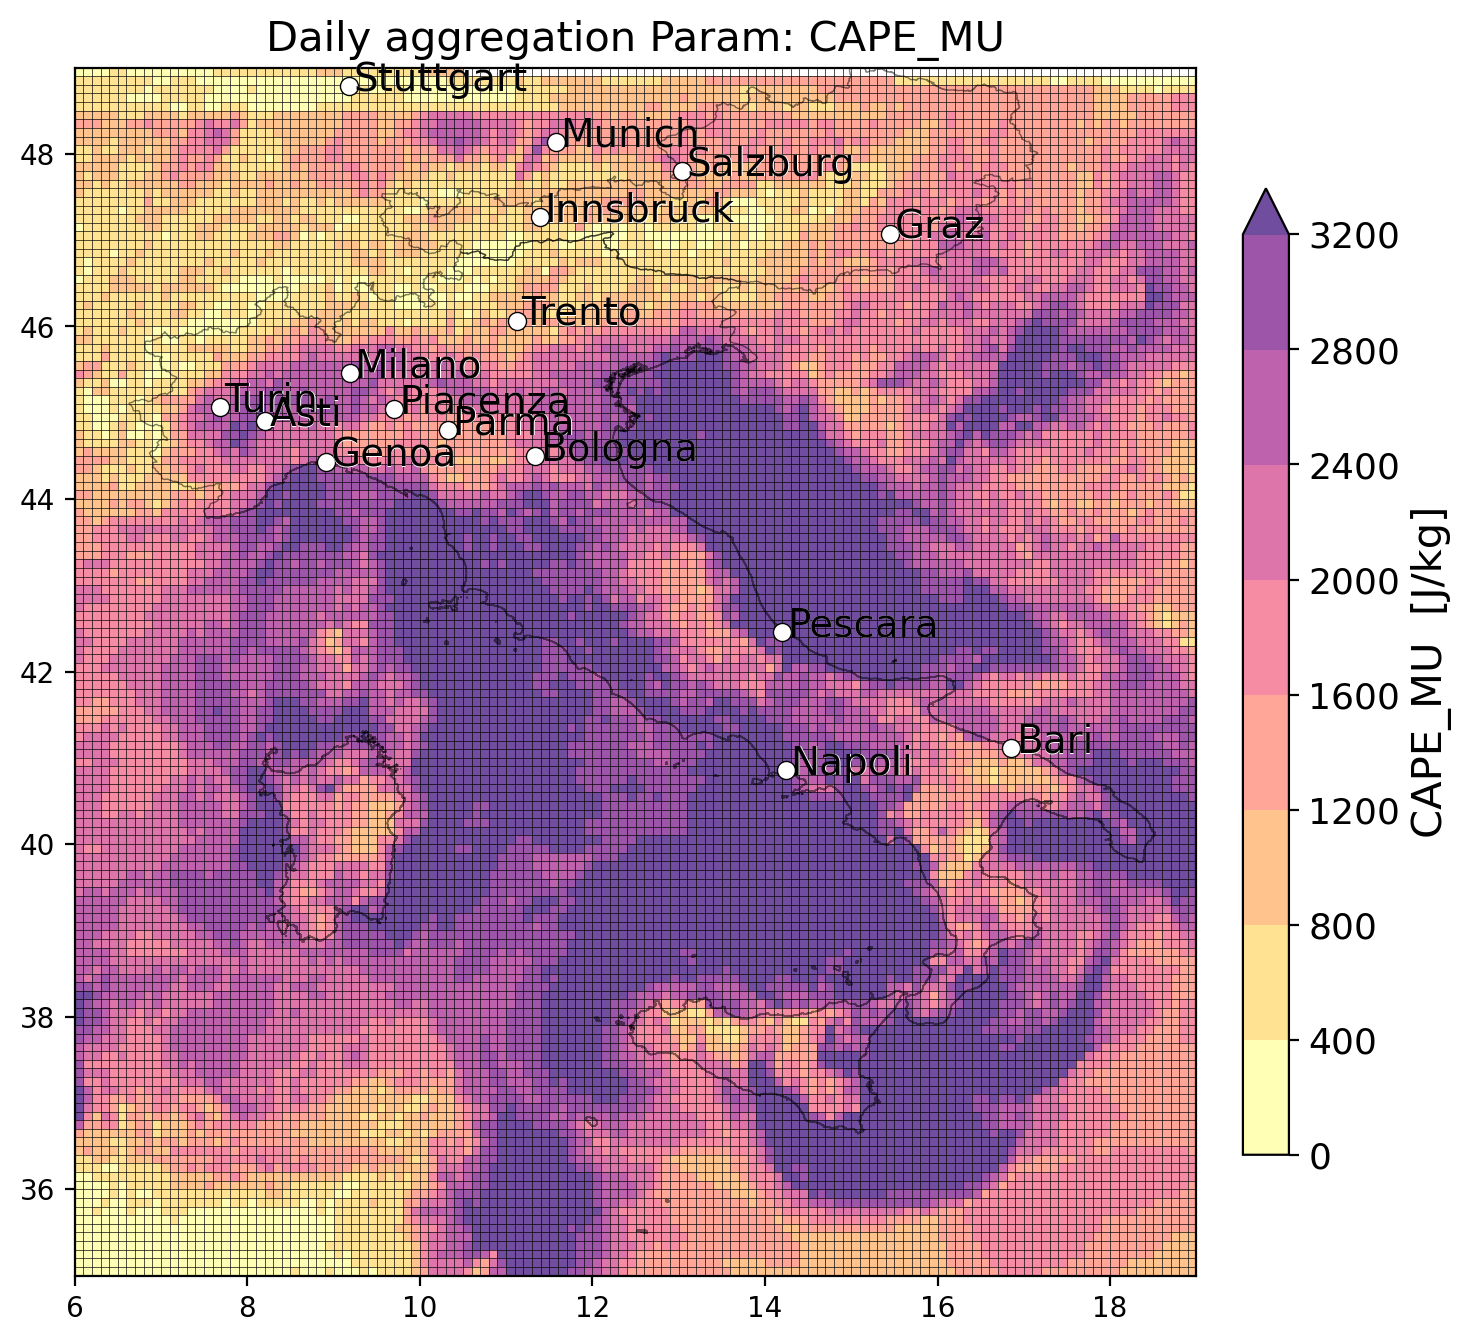 Daily aggregation Param: CAPE_MU
Stuttgart
Munich
Salzburg
Innsbruck
Graz
Trento
Milano
Turin
Asti
Piacenza
Parma
Bologna
Genoa
Pescara
Napoli
Bari
48
46
44
42
40
38
36
6
8
10
12
14
16
18
3200
2800
2400
2000
1600
1200
800
400
0
CAPE_MU [J/kg]